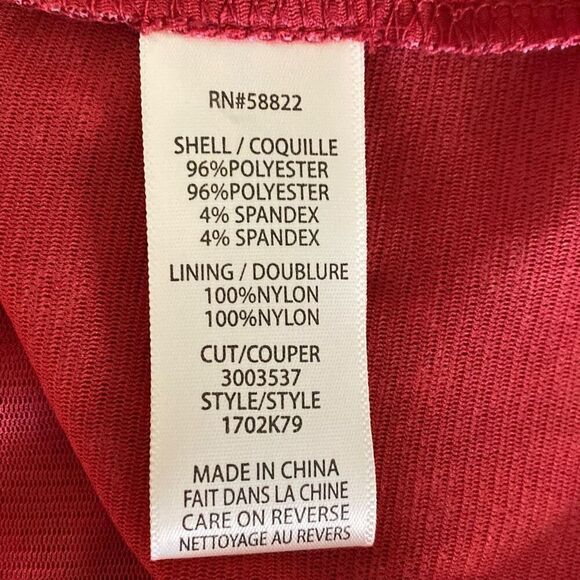 RN#58822
SHELL / COQUILLE
96%POLYESTER
96%POLYESTER
4% SPANDEX
4% SPANDEX
LINING / DOUBLURE
100%NYLON
100%NYLON
CUT/COUPER
3003537
STYLE/STYLE
1702K79
MADE IN CHINA
FAIT DANS LA CHINE
CARE ON REVERSE
NETTOYAGE AU REVERS